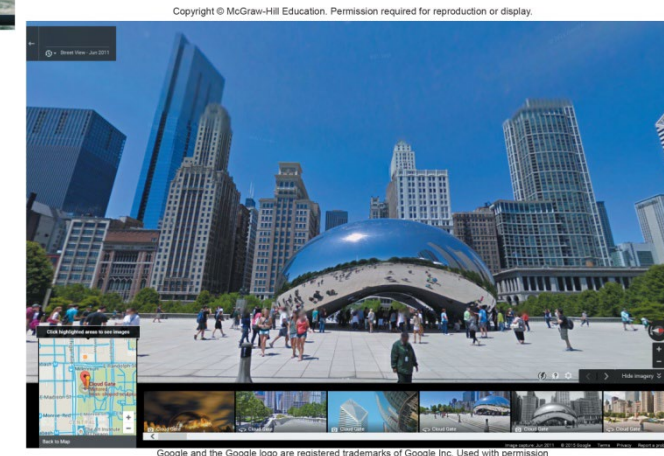 Copyright © McGraw-Hill Education. Permission required for reproduction or display.
Street View - Jun 2011
Click highlighted areas to see images
Cloud Gate
Back to Map
Cloud Gate
Cloud Gate
Cloud Gate
Cloud Gate
Cloud Gate
Cloud Gate
Hide imagery
Image capture: Jun 2011 © 2015 Google Terms Privacy Report a
Google and the Google logo are registered trademarks of Google Inc. Used with permission